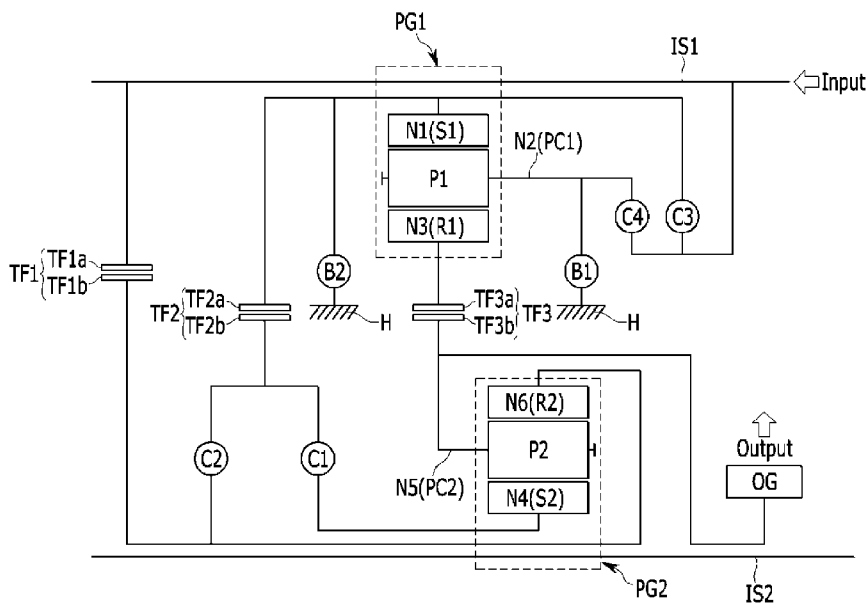 PG1
IS1
Input
N1(S1)
N2(PC1)
P1
C4
C3
N3(R1)
TF1
TF1a
TF1b
B2
B1
TF2
TF2a
TF2b
TF3a
TF3b
TF3
H
H
N6(R2)
Output
C2
C1
P2
OG
N5(PC2)
N4(S2)
PG2
IS2